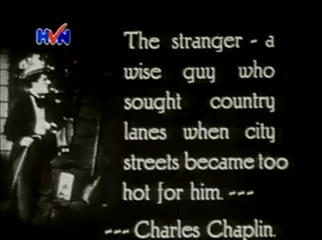 HVN
The stranger - a
wise guy who
sought country
lanes when city
streets became too
hot for him. ---
--- Charles Chaplin.